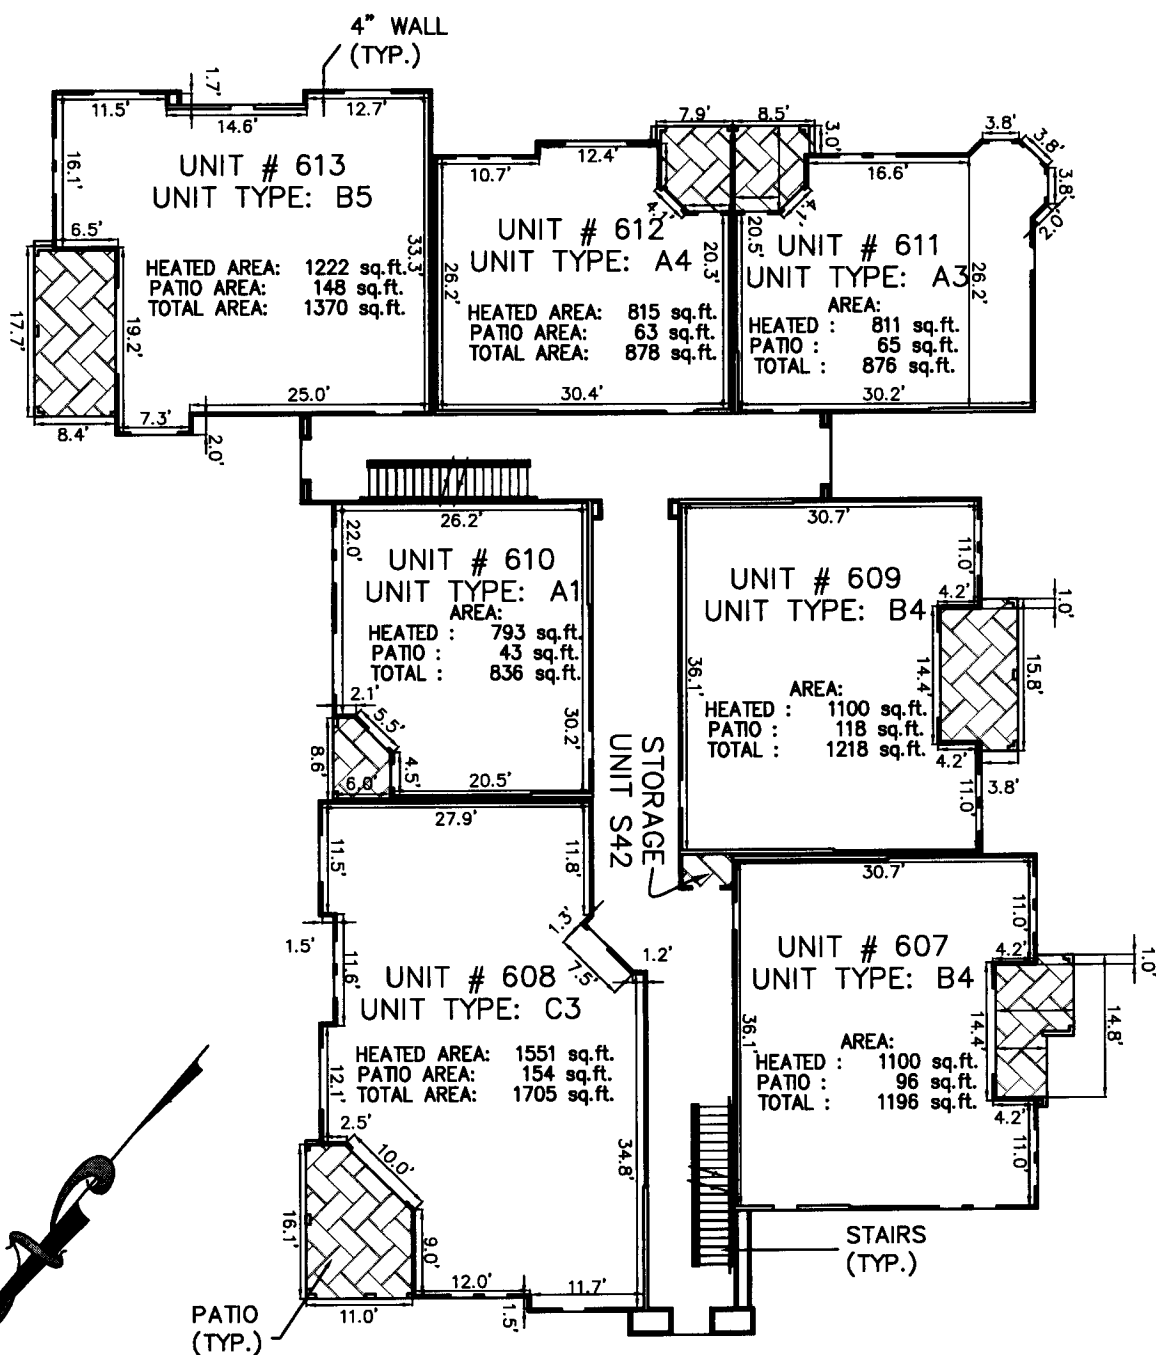 4" WALL
(TYP.)
1.7'
11.5'
14.6'
12.7'
16.1'
UNIT # 613
UNIT TYPE: B5
6.5'
33.3'
HEATED AREA: 1222 sq.ft.
PATIO AREA: 148 sq.ft.
TOTAL AREA: 1370 sq.ft.
17.7'
19.2'
25.0'
7.3'
8.4'
2.0'
7.9'
8.5'
3.0'
12.4'
10.7'
4.1'
UNIT # 612
UNIT TYPE: A4
20.3'
26.2'
HEATED AREA: 815 sq.ft.
PATIO AREA: 63 sq.ft.
TOTAL AREA: 878 sq.ft.
30.4'
3.8'
3.8'
3.8'
2.0'
16.6'
4.1'
20.5'
UNIT # 611
UNIT TYPE: A3
26.2'
AREA:
HEATED : 811 sq.ft.
PATIO : 65 sq.ft.
TOTAL : 876 sq.ft.
30.2'
26.2'
22.0'
UNIT # 610
UNIT TYPE: A1
AREA:
HEATED : 793 sq.ft.
PATIO : 43 sq.ft.
TOTAL : 836 sq.ft.
2.1'
5.5'
30.2'
8.6'
4.5'
6.0'
20.5'
30.7'
11.0'
UNIT # 609
UNIT TYPE: B4
4.2'
1.0'
36.1'
14.4'
15.8'
AREA:
HEATED : 1100 sq.ft.
PATIO : 118 sq.ft.
TOTAL : 1218 sq.ft.
4.2'
3.8'
11.0'
STORAGE
UNIT S42
27.9'
11.5'
11.8'
1.3'
1.5'
11.6'
7.5'
1.2'
UNIT # 608
UNIT TYPE: C3
HEATED AREA: 1551 sq.ft.
PATIO AREA: 154 sq.ft.
TOTAL AREA: 1705 sq.ft.
12.1'
2.5'
10.0'
34.8'
16.1'
9.0'
12.0'
11.7'
11.0'
1.5'
PATIO
(TYP.)
30.7'
11.0'
UNIT # 607
UNIT TYPE: B4
4.2'
1.0'
36.1'
14.4'
14.8'
AREA:
HEATED : 1100 sq.ft.
PATIO : 96 sq.ft.
TOTAL : 1196 sq.ft.
4.2'
11.0'
STAIRS
(TYP.)